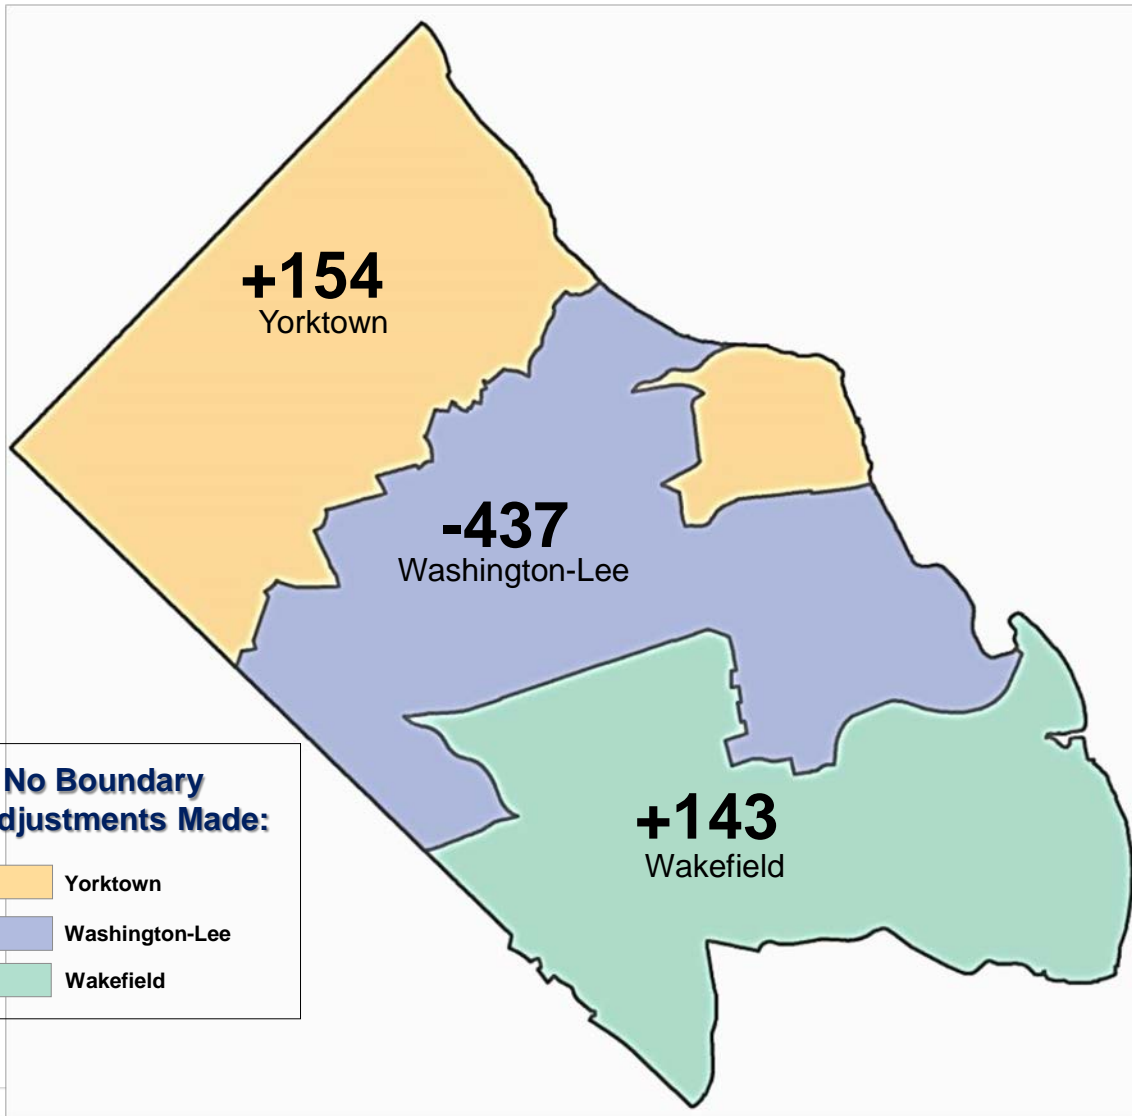 +154
Yorktown
-437
Washington-Lee
+143
Wakefield
No Boundary
djustments Made:
Yorktown
Washington-Lee
Wakefield